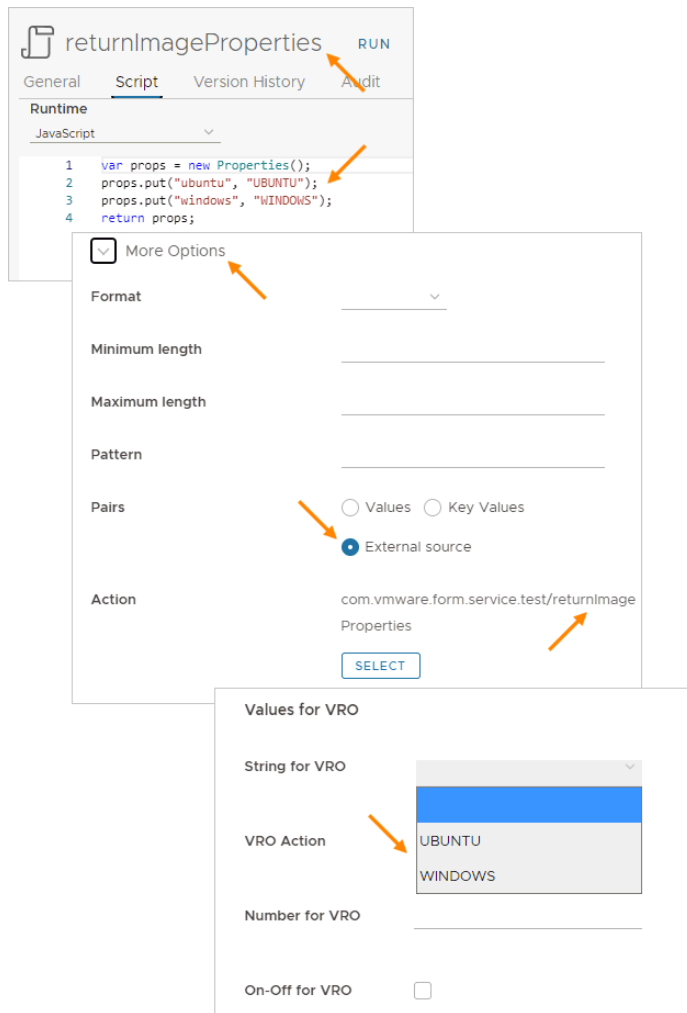 returnImageProperties RUN
General Script Version History Audit
Runtime
JavaScript
1 var props = new Properties();
2 props.put("ubuntu", "UBUNTU");
3 props.put("windows", "WINDOWS");
4 return props;
More Options
Format
Minimum length
Maximum length
Pattern
Pairs Values Key Values
External source
Action com.vmware.form.service.test/returnImage
Properties
SELECT
Values for VRO
String for VRO
VRO Action UBUNTU
WINDOWS
Number for VRO
On-Off for VRO